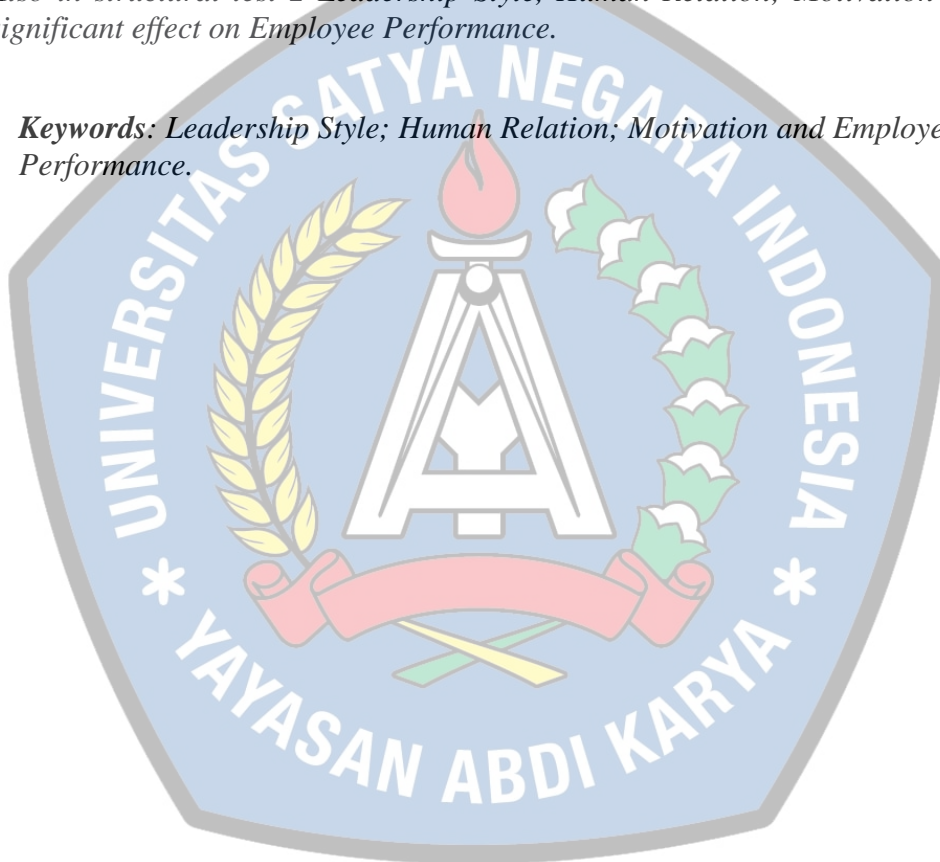 significant effect on Employee Performance.
Keywords: Leadership Style; Human Relation; Motivation and Employe
Performance.
UNIVERSITAS SATYA NEGARA INDONESIA
* YAYASAN ABDI KARYA *